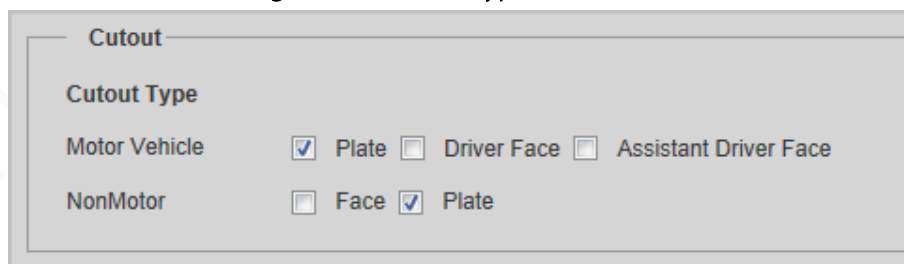 Cutout
Cutout Type
Motor Vehicle Plate Driver Face Assistant Driver Face
NonMotor Face Plate